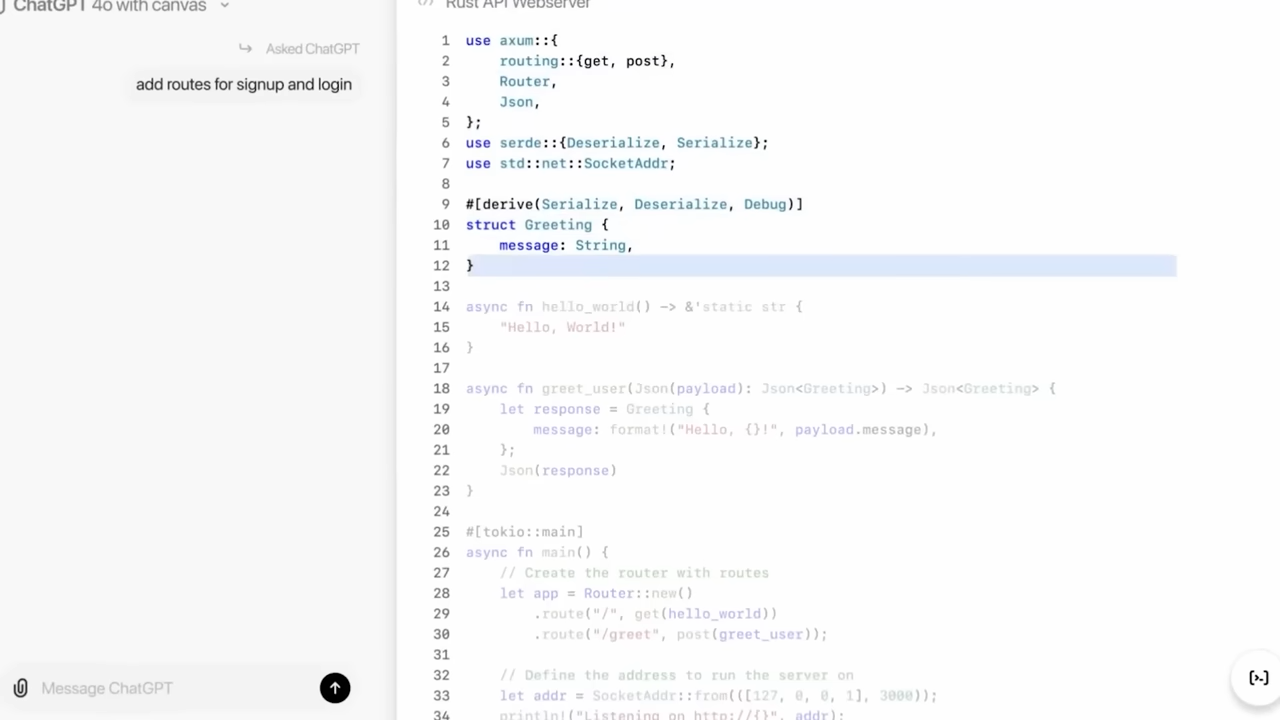 ChatGPT 4o with canvas
Asked ChatGPT
add routes for signup and login
Message ChatGPT
Rust API Webserver
1 use axum::{
2     routing::{get, post},
3     Router,
4     Json,
5 };
6 use serde::{Deserialize, Serialize};
7 use std::net::SocketAddr;
8
9 #[derive(Serialize, Deserialize, Debug)]
10 struct Greeting {
11     message: String,
12 }
13
14 async fn hello_world() -> &'static str {
15     "Hello, World!"
16 }
17
18 async fn greet_user(Json(payload): Json<Greeting>) -> Json<Greeting> {
19     let response = Greeting {
20         message: format!("Hello, {}!", payload.message),
21     };
22     Json(response)
23 }
24
25 #[tokio::main]
26 async fn main() {
27     // Create the router with routes
28     let app = Router::new()
29         .route("/", get(hello_world))
30         .route("/greet", post(greet_user));
31
32     // Define the address to run the server on
33     let addr = SocketAddr::from(([127, 0, 0, 1], 3000));
34     println!("Listening on http://{}", addr);